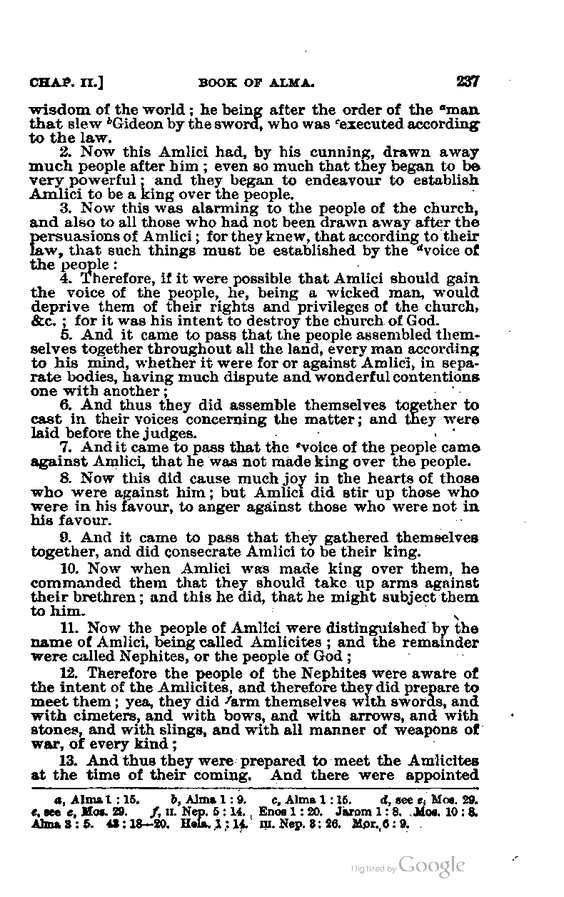 CHAP. II.] BOOK OF ALMA. 237
wisdom of the world; he being after the order of the ᵃman
that slew ᵇGideon by the sword, who was ᶜexecuted according
to the law.
2. Now this Amlici had, by his cunning, drawn away
much people after him; even so much that they began to be
very powerful; and they began to endeavour to establish
Amlici to be a king over the people.
3. Now this was alarming to the people of the church,
and also to all those who had not been drawn away after the
persuasions of Amlici; for they knew, that according to their
law, that such things must be established by the ᵈvoice of
the people:
4. Therefore, if it were possible that Amlici should gain
the voice of the people, he, being a wicked man, would
deprive them of their rights and privileges of the church,
&c.; for it was his intent to destroy the church of God.
5. And it came to pass that the people assembled them-
selves together throughout all the land, every man according
to his mind, whether it were for or against Amlici, in sepa-
rate bodies, having much dispute and wonderful contentions
one with another;
6. And thus they did assemble themselves together to
cast in their voices concerning the matter; and they were
laid before the judges.
7. And it came to pass that the ᵉvoice of the people came
against Amlici, that he was not made king over the people.
8. Now this did cause much joy in the hearts of those
who were against him; but Amlici did stir up those who
were in his favour, to anger against those who were not in
his favour.
9. And it came to pass that they gathered themselves
together, and did consecrate Amlici to be their king.
10. Now when Amlici was made king over them, he
commanded them that they should take up arms against
their brethren; and this he did, that he might subject them
to him.
11. Now the people of Amlici were distinguished by the
name of Amlici, being called Amlicites; and the remainder
were called Nephites, or the people of God;
12. Therefore the people of the Nephites were aware of
the intent of the Amlicites, and therefore they did prepare to
meet them; yea, they did ᶠarm themselves with swords, and
with cimeters, and with bows, and with arrows, and with
stones, and with slings, and with all manner of weapons of
war, of every kind;
13. And thus they were prepared to meet the Amlicites
at the time of their coming. And there were appointed
a, Alma 1:15. b, Alma 1:9. c, Alma 1:15. d, see e, Mos. 29.
e, see e, Mos. 29. f, II. Nep. 5:14. Enos 1:20. Jarom 1:8. Mos. 10:8.
Alma 3:5. 43:18—20. Hela. 1:14. III. Nep. 3:26. Mor. 6:9.
Digitized by Google